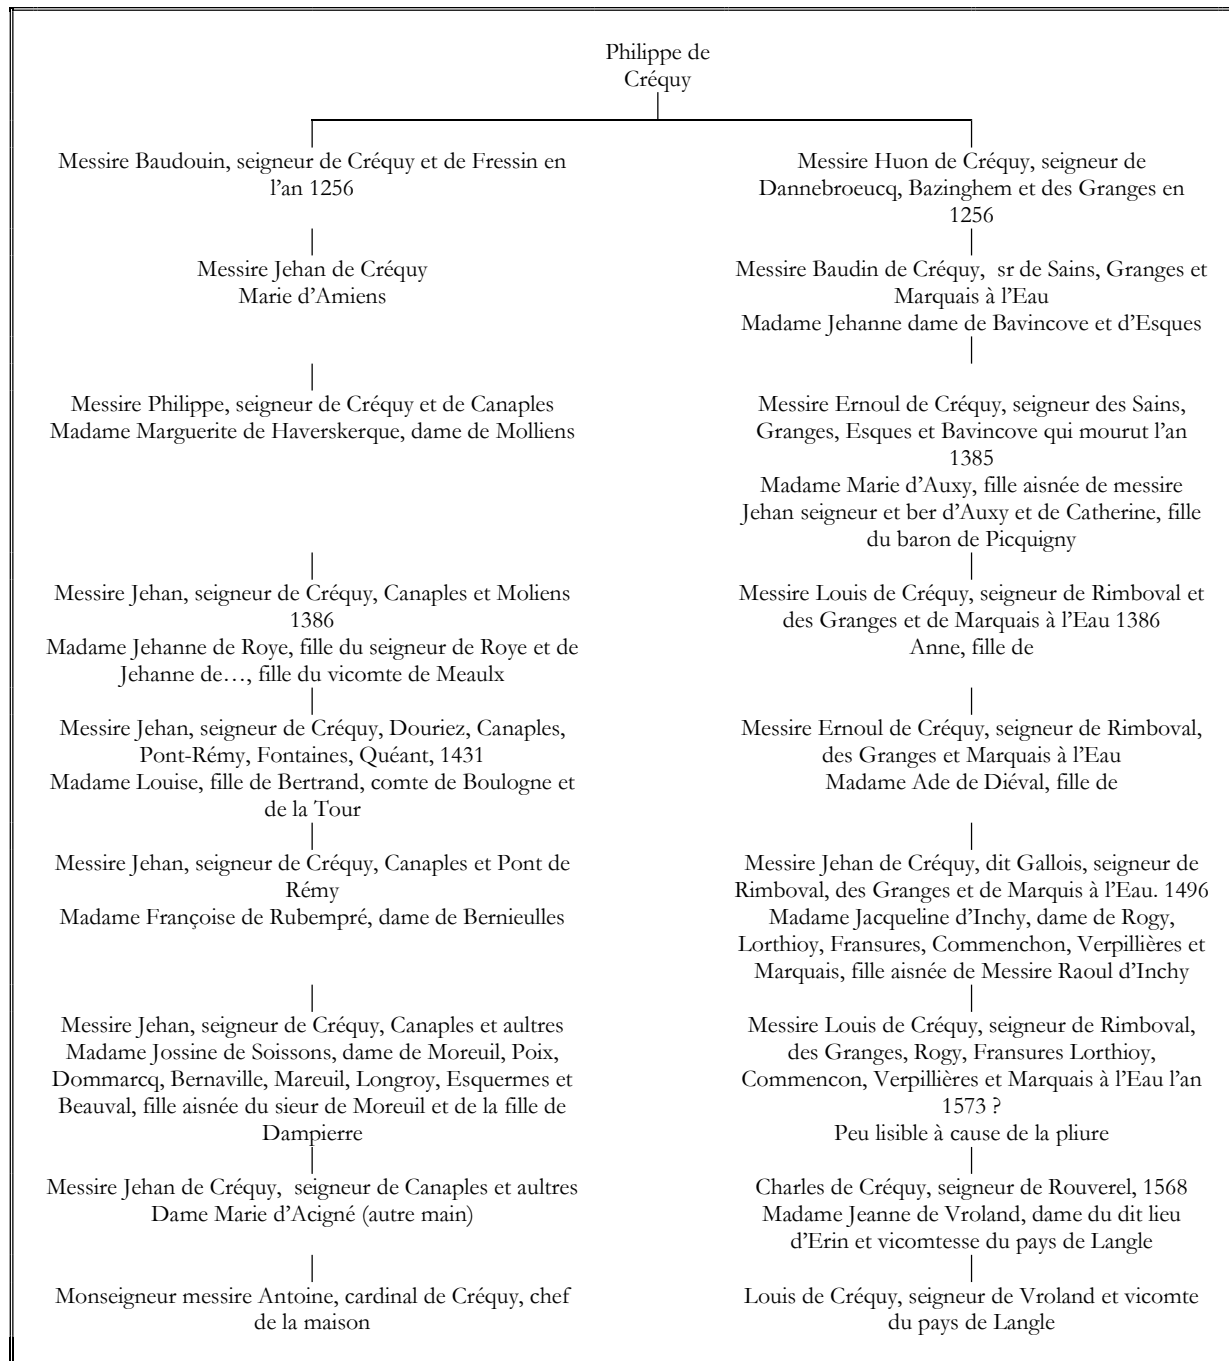 Philippe de
Créquy
Messire Baudouin, seigneur de Créquy et de Fressin en
l'an 1256
Messire Huon de Créquy, seigneur de
Dannebroeucq, Bazinghem et des Granges en
1256
Messire Jehan de Créquy
Marie d'Amiens
Messire Baudin de Créquy,  sr de Sains, Granges et
Marquais à l'Eau
Madame Jehanne dame de Bavincove et d'Esques
Messire Philippe, seigneur de Créquy et de Canaples
Madame Marguerite de Haverskerque, dame de Molliens
Messire Ernoul de Créquy, seigneur des Sains,
Granges, Esques et Bavincove qui mourut l'an
1385
Madame Marie d'Auxy, fille aisnée de messire
Jehan seigneur et ber d'Auxy et de Catherine, fille
du baron de Picquigny
Messire Jehan, seigneur de Créquy, Canaples et Moliens
1386
Madame Jehanne de Roye, fille du seigneur de Roye et de
Jehanne de…, fille du vicomte de Meaulx
Messire Louis de Créquy, seigneur de Rimboval et
des Granges et de Marquais à l'Eau 1386
Anne, fille de
Messire Jehan, seigneur de Créquy, Douriez, Canaples,
Pont-Rémy, Fontaines, Quéant, 1431
Madame Louise, fille de Bertrand, comte de Boulogne et
de la Tour
Messire Ernoul de Créquy, seigneur de Rimboval,
des Granges et Marquais à l'Eau
Madame Ade de Diéval, fille de
Messire Jehan, seigneur de Créquy, Canaples et Pont de
Rémy
Madame Françoise de Rubempré, dame de Bernieulles
Messire Jehan de Créquy, dit Gallois, seigneur de
Rimboval, des Granges et de Marquis à l'Eau. 1496
Madame Jacqueline d'Inchy, dame de Rogy,
Lorthioy, Fransures, Commenchon, Verpillières et
Marquais, fille aisnée de Messire Raoul d'Inchy
Messire Jehan, seigneur de Créquy, Canaples et aultres
Madame Jossine de Soissons, dame de Moreuil, Poix,
Dommarcq, Bernaville, Mareuil, Longroy, Esquermes et
Beauval, fille aisnée du sieur de Moreuil et de la fille de
Dampierre
Messire Louis de Créquy, seigneur de Rimboval,
des Granges, Rogy, Fransures Lorthioy,
Commencon, Verpillières et Marquais à l'Eau l'an
1573 ?
Peu lisible à cause de la pliure
Messire Jehan de Créquy,  seigneur de Canaples et aultres
Dame Marie d'Acigné (autre main)
Charles de Créquy, seigneur de Rouverel, 1568
Madame Jeanne de Vroland, dame du dit lieu
d'Erin et vicomtesse du pays de Langle
Monseigneur messire Antoine, cardinal de Créquy, chef
de la maison
Louis de Créquy, seigneur de Vroland et vicomte
du pays de Langle